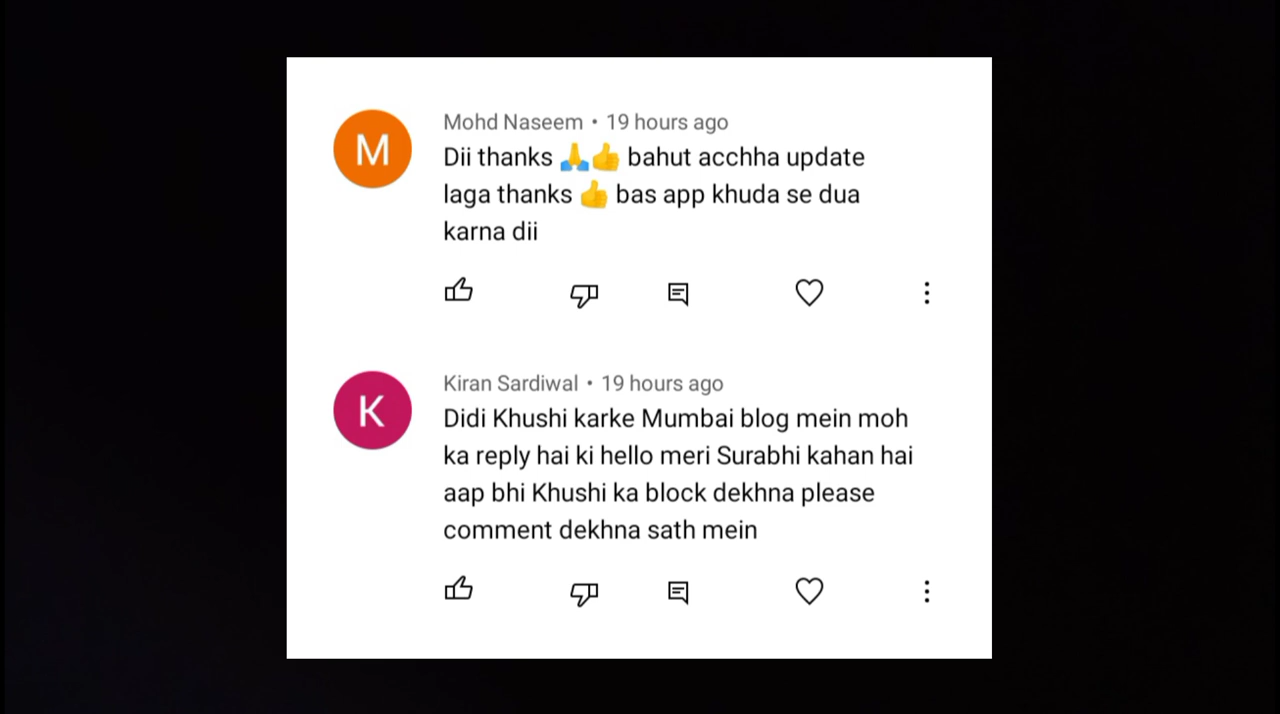 M
Mohd Naseem • 19 hours ago
Dii thanks 🙏👍 bahut acchha update
laga thanks 👍 bas app khuda se dua
karna dii
K
Kiran Sardiwal • 19 hours ago
Didi Khushi karke Mumbai blog mein moh
ka reply hai ki hello meri Surabhi kahan hai
aap bhi Khushi ka block dekhna please
comment dekhna sath mein